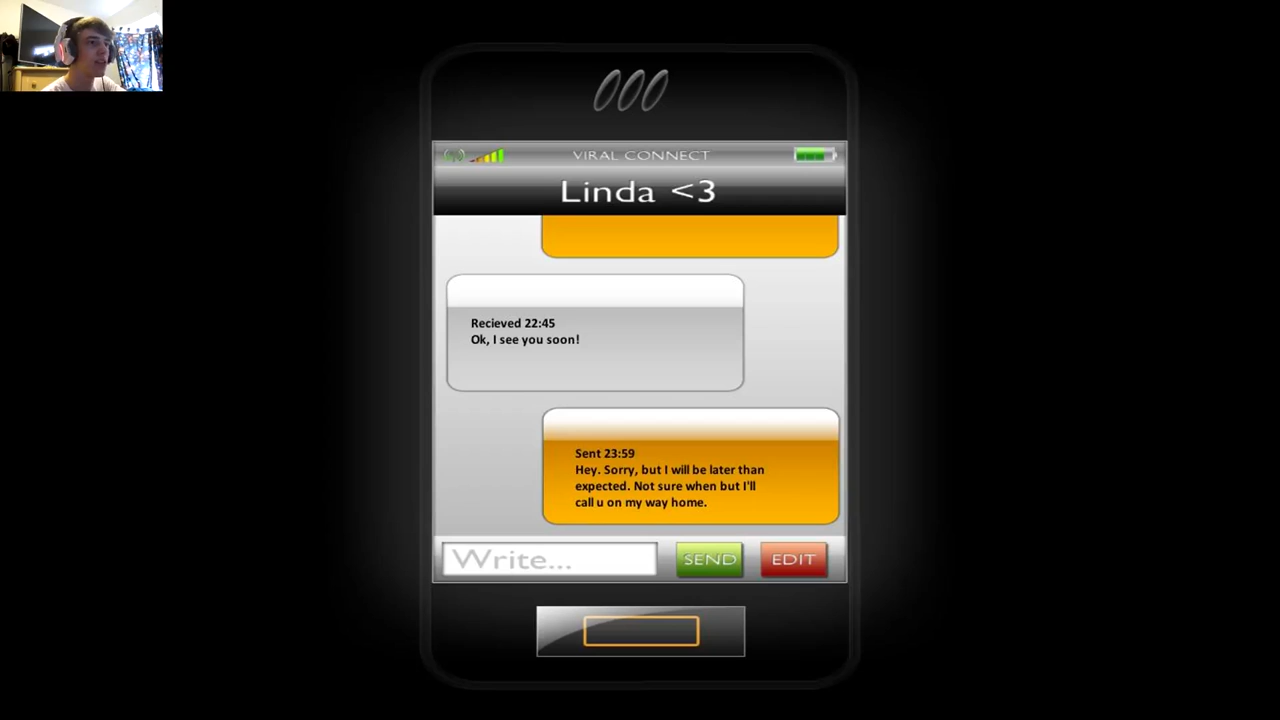 VIRAL CONNECT
Linda <3
Recieved 22:45
Ok, I see you soon!
Sent 23:59
Hey. Sorry, but I will be later than
expected. Not sure when but I'll
call u on my way home.
Write...
SEND
EDIT